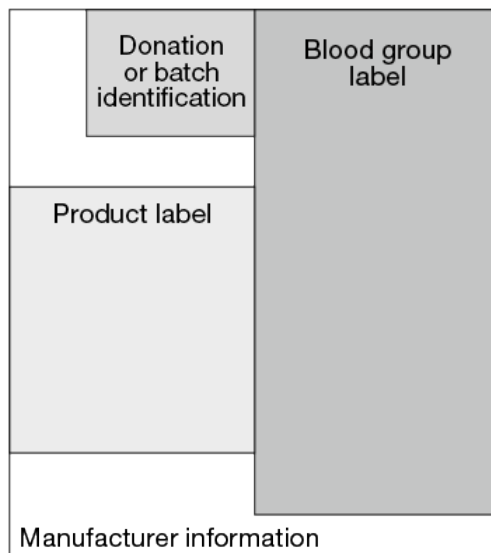 Donation
or batch
identification
Blood group
label
Product label
Manufacturer information